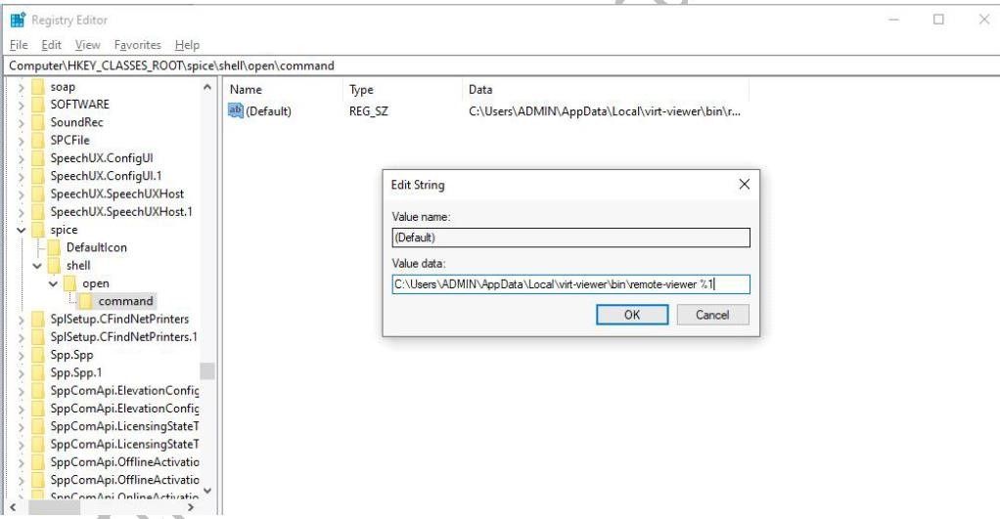 Registry Editor
File Edit View Favorites Help
Computer\HKEY_CLASSES_ROOT\spice\shell\open\command
soap
SOFTWARE
SoundRec
SPCFile
SpeechUX.ConfigUI
SpeechUX.ConfigUI.1
SpeechUX.SpeechUXHost
SpeechUX.SpeechUXHost.1
spice
DefaultIcon
shell
open
command
SplSetup.CFindNetPrinters
SplSetup.CFindNetPrinters.1
Spp.Spp
Spp.Spp.1
SppComApi.ElevationConfig
SppComApi.ElevationConfig
SppComApi.LicensingStateT
SppComApi.LicensingStateT
SppComApi.OfflineActivatio
SppComApi.OfflineActivatio
SppComApi.OnlineActivatio
Name Type Data
ab (Default) REG_SZ C:\Users\ADMIN\AppData\Local\virt-viewer\bin\r...
Edit String
Value name:
(Default)
Value data:
C:\Users\ADMIN\AppData\Local\virt-viewer\bin\remote-viewer %1
OK Cancel